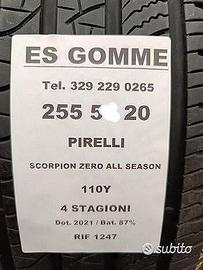 ES GOMME
Tel. 329 229 0265
255 5 20
PIRELLI
SCORPION ZERO ALL SEASON
110Y
4 STAGIONI
Dot. 2021 / Bat. 87%
RIF 1247
subito